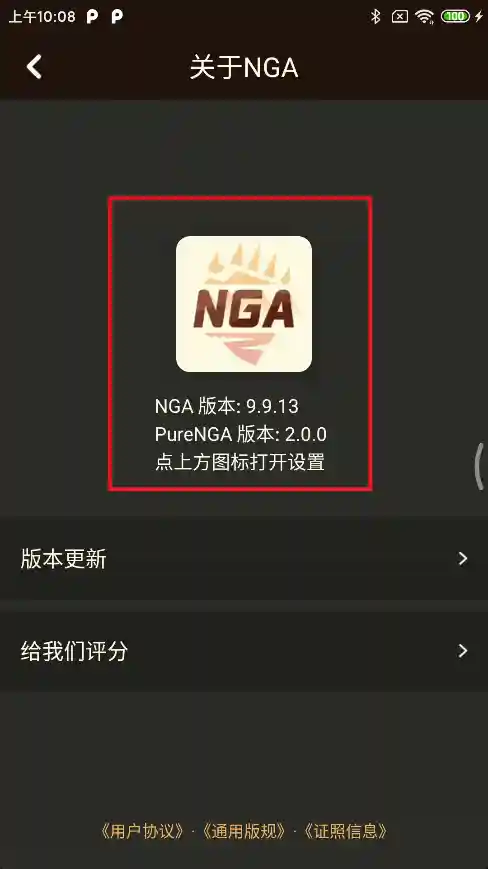 上午10:08
100
关于NGA
NGA
NGA 版本: 9.9.13
PureNGA 版本: 2.0.0
点上方图标打开设置
版本更新
给我们评分
《用户协议》·《通用版规》·《证照信息》